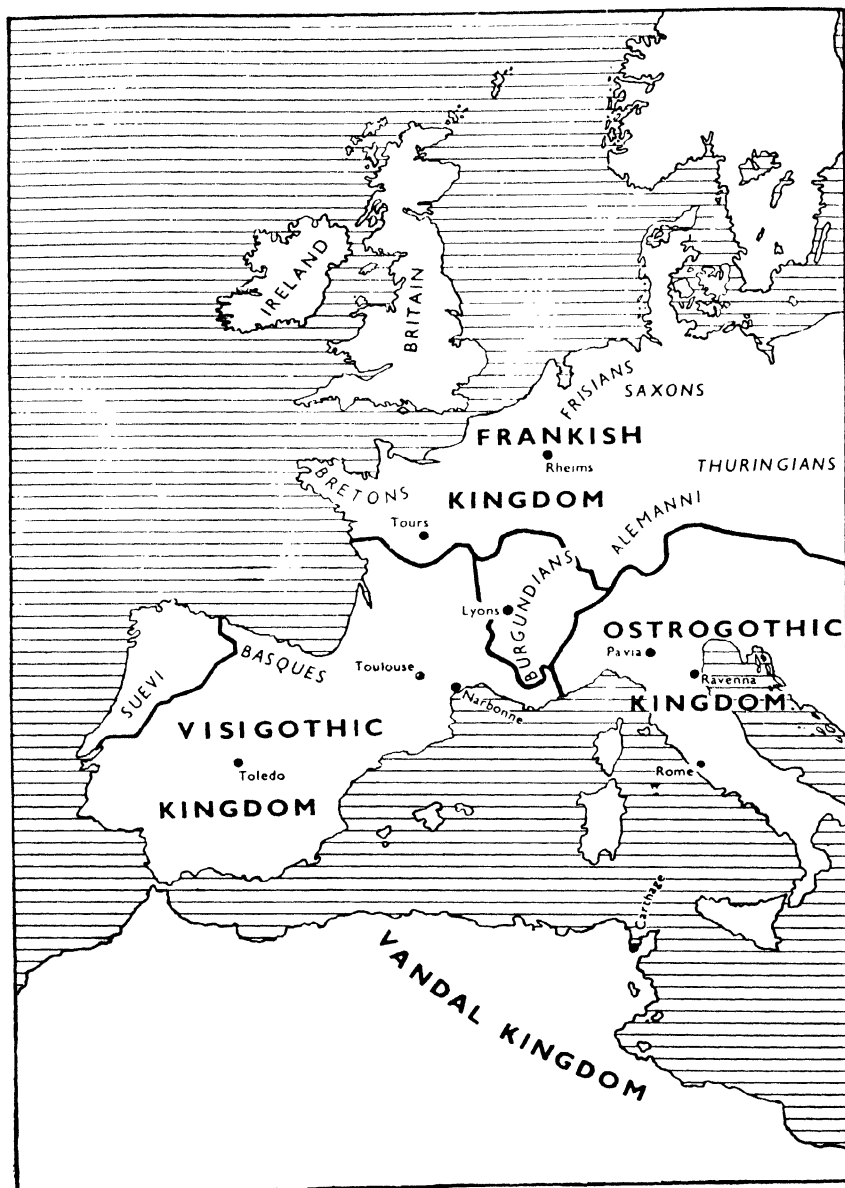 IRELAND
BRITAIN
FRISIANS
SAXONS
FRANKISH
Rheims
THURINGIANS
BRETONS
KINGDOM
ALEMANNI
Tours
BURGUNDIANS
Lyons
OSTROGOTHIC
Pavia
BASQUES
Toulouse
Ravenna
SUEVI
Narbonne
KINGDOM
VISIGOTHIC
Toledo
Rome
KINGDOM
Carthage
VANDAL KINGDOM